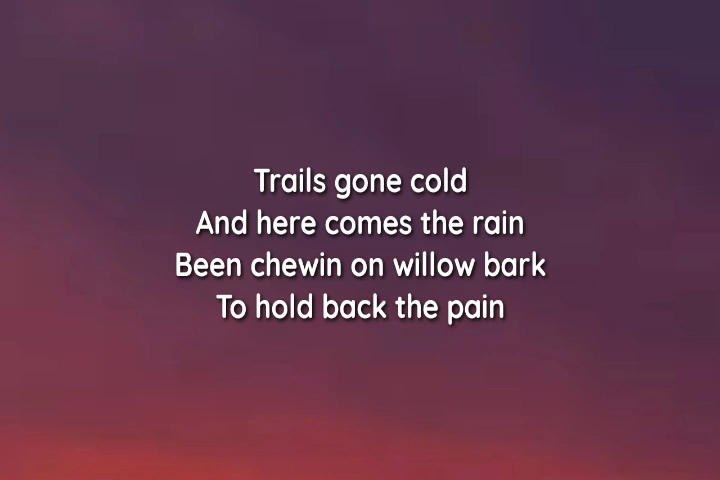 Trails gone cold
And here comes the rain
Been chewin on willow bark
To hold back the pain